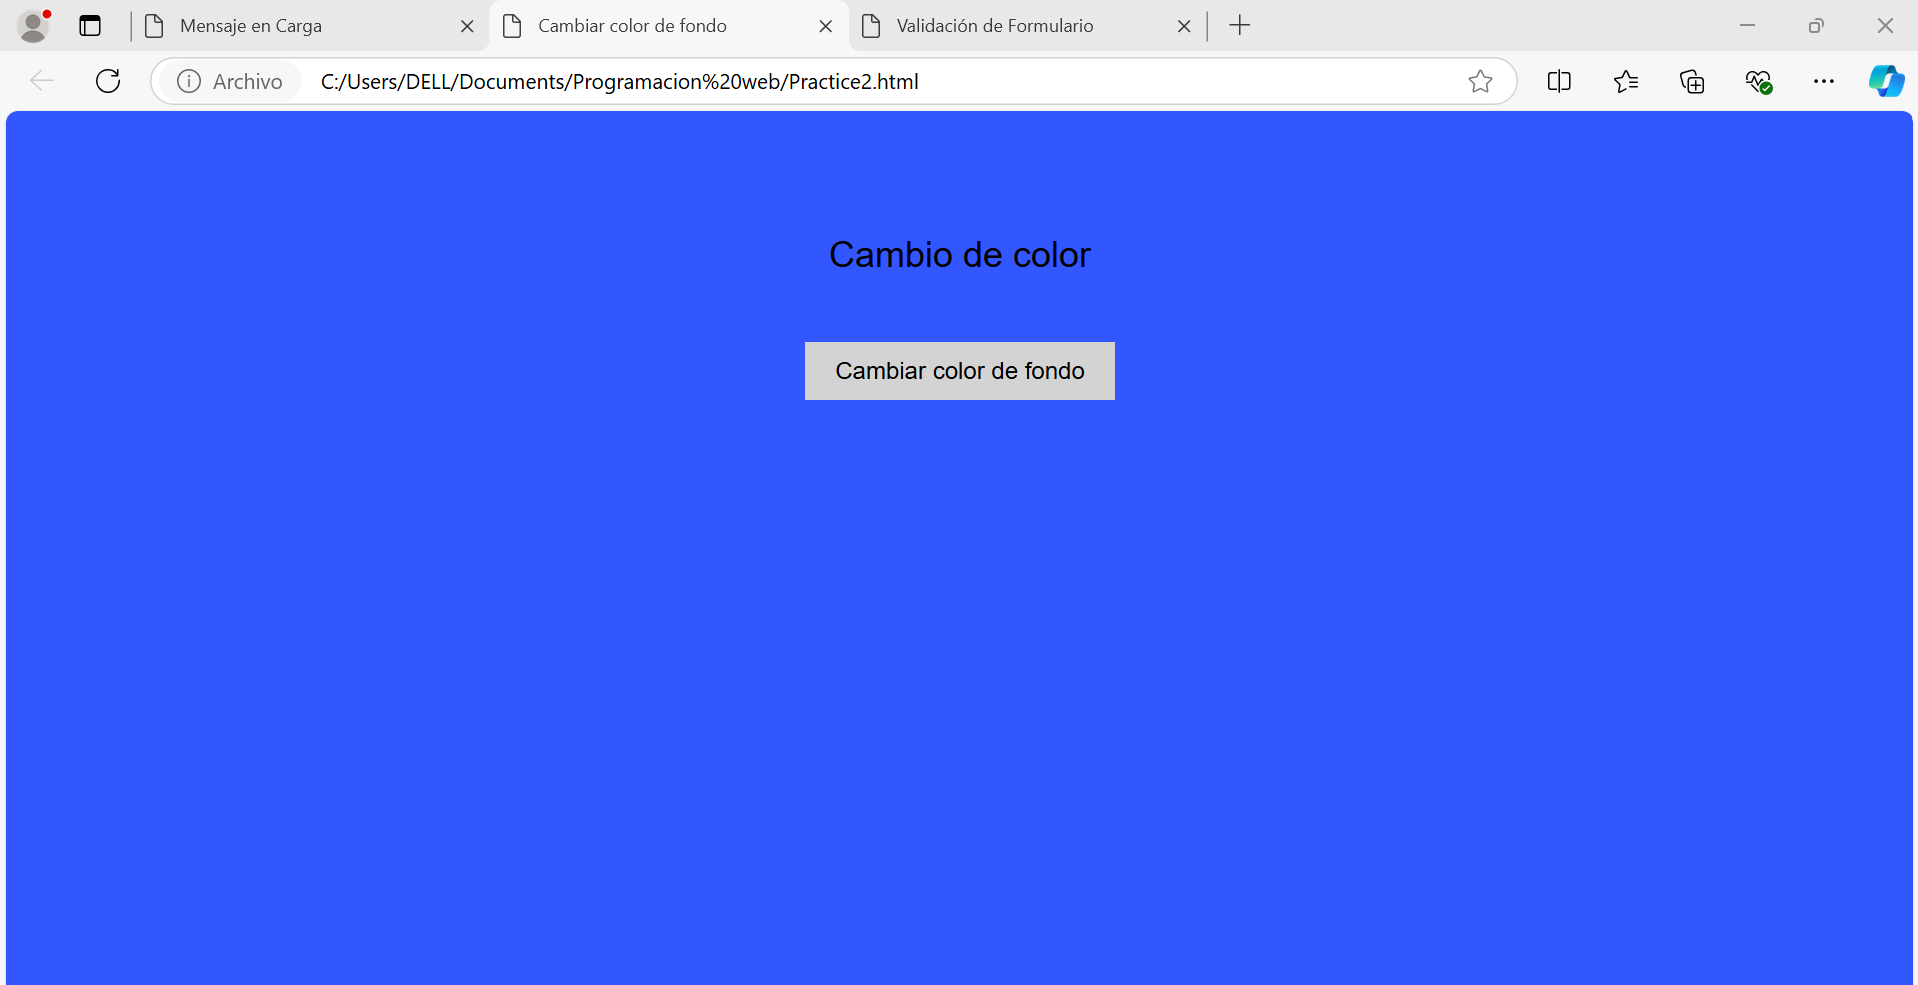 Mensaje en Carga
Cambiar color de fondo
Validación de Formulario
Archivo
C:/Users/DELL/Documents/Programacion%20web/Practice2.html
Cambio de color
Cambiar color de fondo